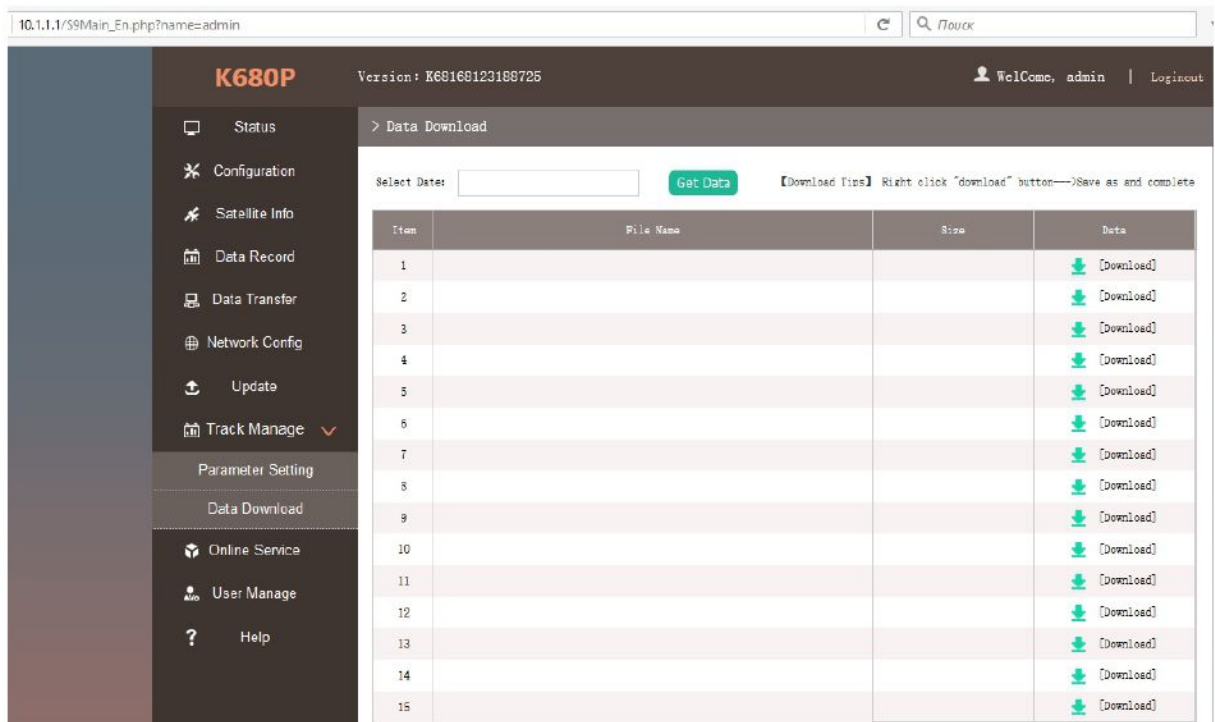 10.1.1.1/S9Main_En.php?name=admin
Поиск
K680P
Version: K68168123188725
WelCome, admin | Loginout
Status
Configuration
Satellite Info
Data Record
Data Transfer
Network Config
Update
Track Manage
Parameter Setting
Data Download
Online Service
User Manage
? Help
> Data Download
Select Date:
Get Data
【Download Tips】 Right click "download" button--->Save as and complete
Item File Name Size Data
1 [Download]
2 [Download]
3 [Download]
4 [Download]
5 [Download]
6 [Download]
7 [Download]
8 [Download]
9 [Download]
10 [Download]
11 [Download]
12 [Download]
13 [Download]
14 [Download]
15 [Download]